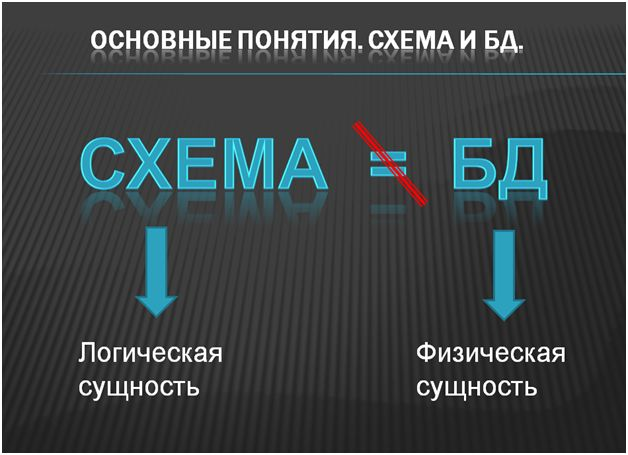 ОСНОВНЫЕ ПОНЯТИЯ. СХЕМА И БД.
СХЕМА = БД
Логическая
сущность
Физическая
сущность